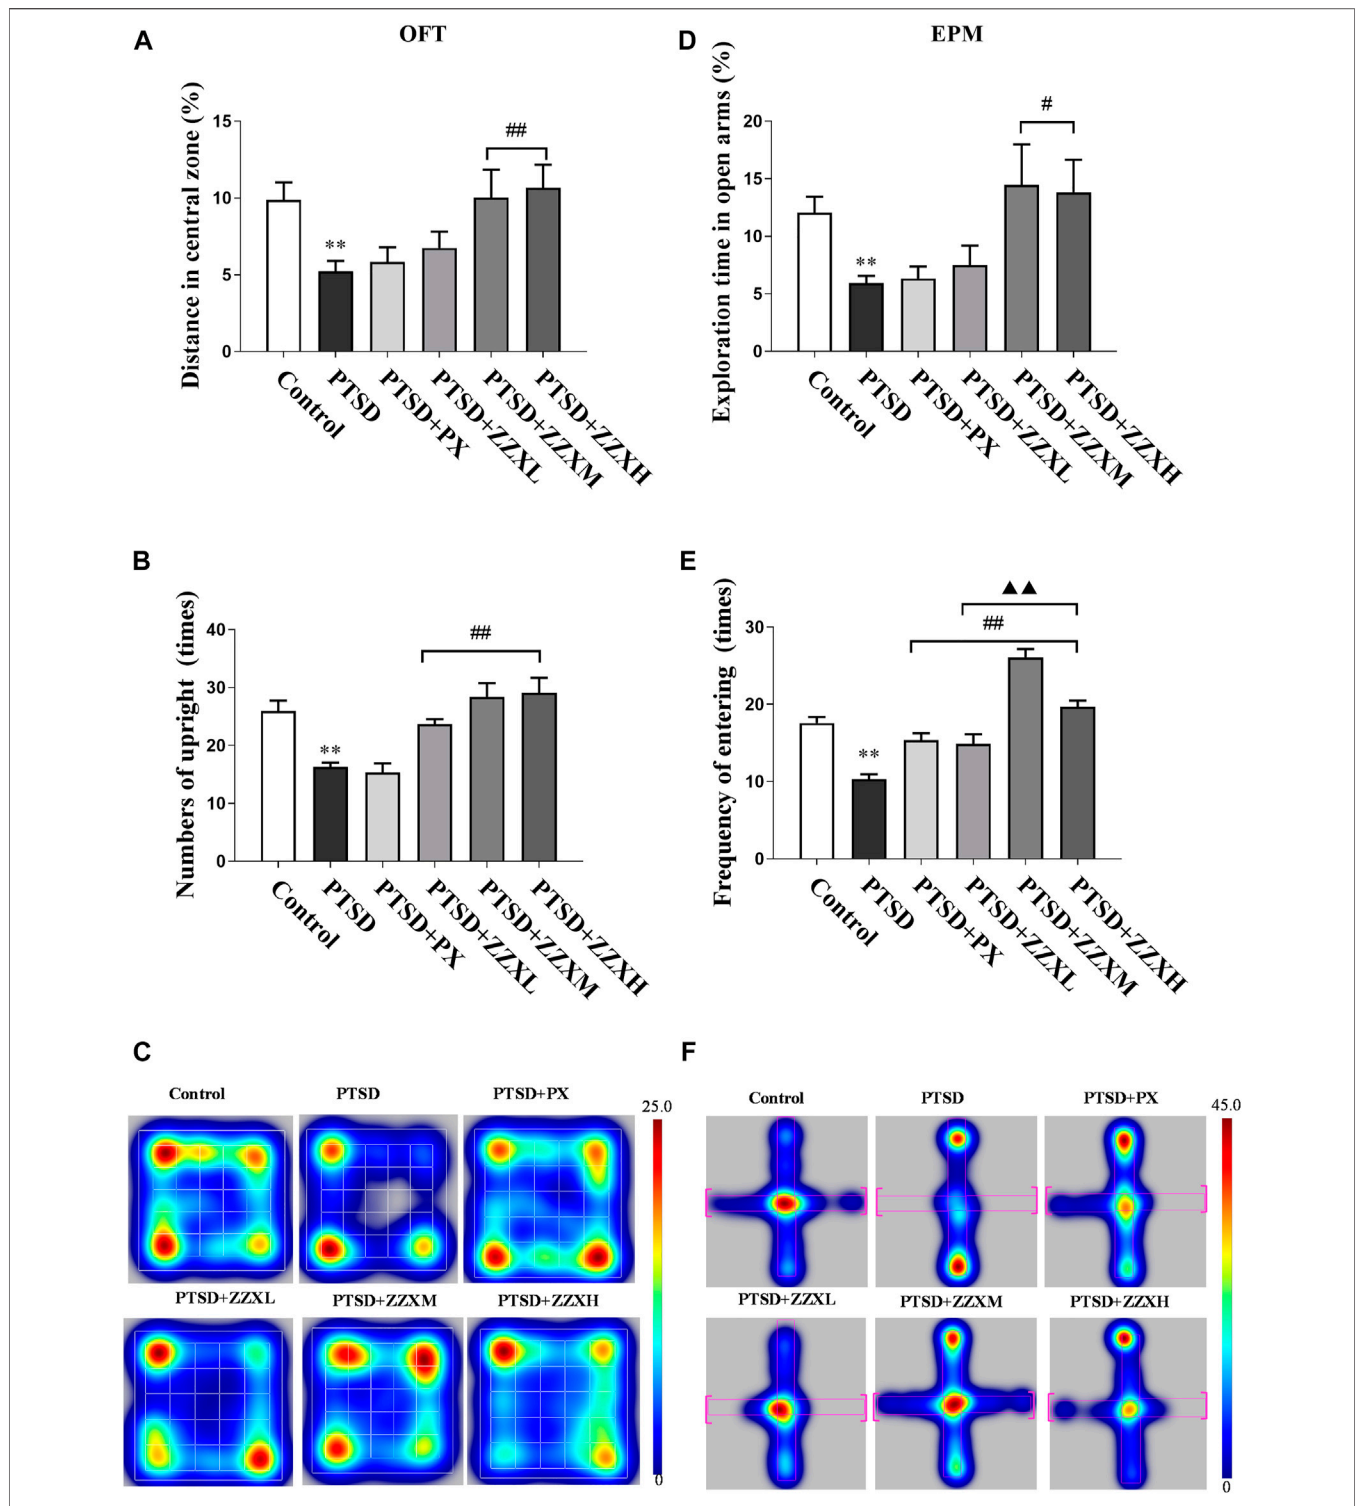 A
OFT
Distance in central zone (%)
15
10
5
0
**
##
Control
PTSD
PTSD+PX
PTSD+ZZXL
PTSD+ZZXM
PTSD+ZZXH
D
EPM
Exploration time in open arms (%)
20
15
10
5
0
**
#
Control
PTSD
PTSD+PX
PTSD+ZZXL
PTSD+ZZXM
PTSD+ZZXH
B
Numbers of upright (times)
40
30
20
10
0
**
##
Control
PTSD
PTSD+PX
PTSD+ZZXL
PTSD+ZZXM
PTSD+ZZXH
E
Frequency of entering (times)
30
20
10
0
**
▲▲
##
Control
PTSD
PTSD+PX
PTSD+ZZXL
PTSD+ZZXM
PTSD+ZZXH
C
Control
PTSD
PTSD+PX
25.0
PTSD+ZZXL
PTSD+ZZXM
PTSD+ZZXH
0
F
Control
PTSD
PTSD+PX
45.0
PTSD+ZZXL
PTSD+ZZXM
PTSD+ZZXH
0